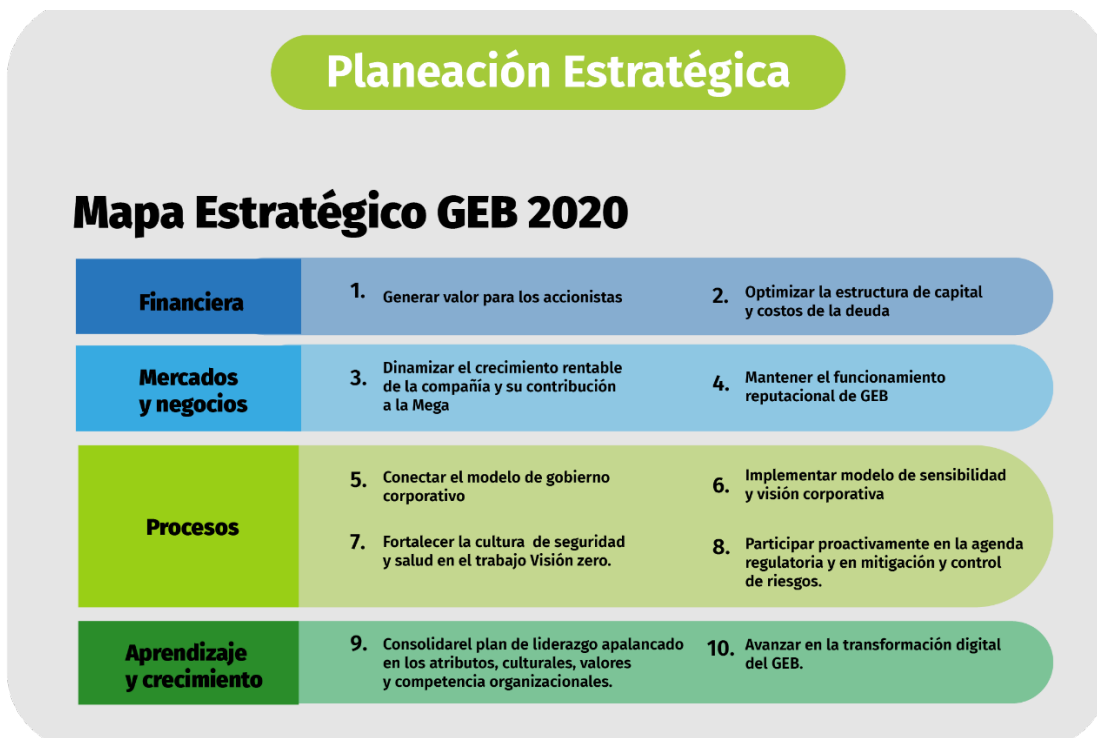 Planeación Estratégica
Mapa Estratégico GEB 2020
Financiera
1. Generar valor para los accionistas
2. Optimizar la estructura de capital
y costos de la deuda
Mercados
y negocios
3. Dinamizar el crecimiento rentable
de la compañía y su contribución
a la Mega
4. Mantener el funcionamiento
reputacional de GEB
Procesos
5. Conectar el modelo de gobierno
corporativo
6. Implementar modelo de sensibilidad
y visión corporativa
7. Fortalecer la cultura de seguridad
y salud en el trabajo Visión zero.
8. Participar proactivamente en la agenda
regulatoria y en mitigación y control
de riesgos.
Aprendizaje
y crecimiento
9. Consolidarel plan de liderazgo apalancado
en los atributos, culturales, valores
y competencia organizacionales.
10. Avanzar en la transformación digital
del GEB.